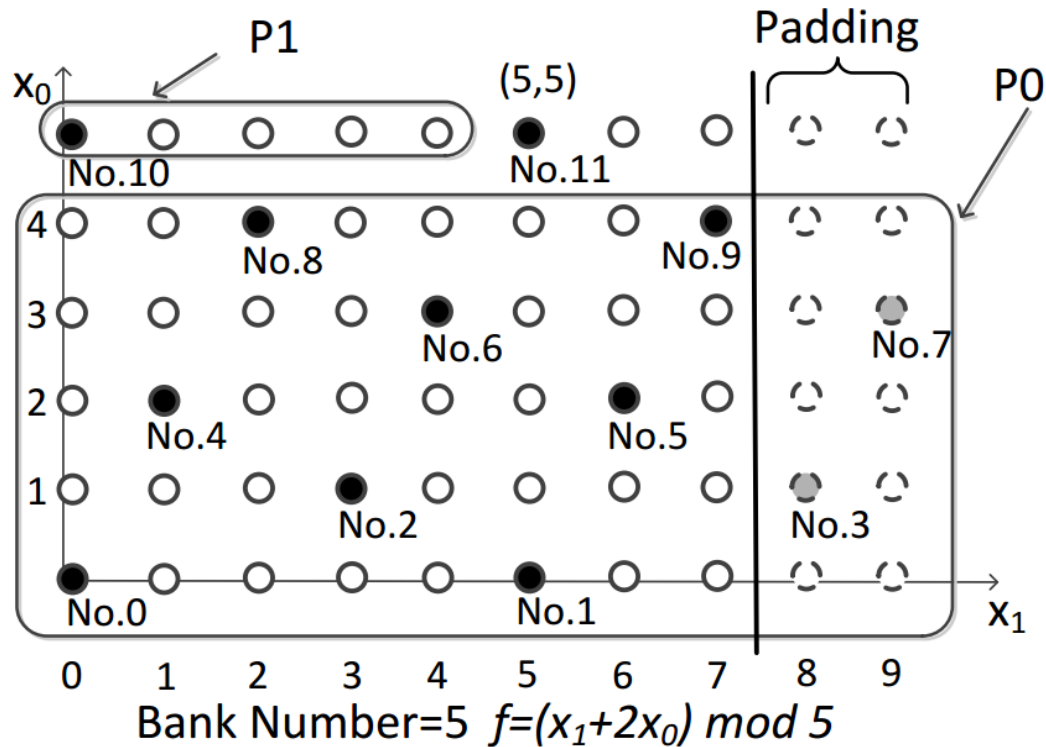 Padding
P1
P0
x0
(5,5)
No.10
No.11
4
No.8
No.9
3
No.6
No.7
2
No.4
No.5
1
No.2
No.3
No.0
No.1
x1
0 1 2 3 4 5 6 7 8 9
Bank Number=5 f=(x1+2x0) mod 5